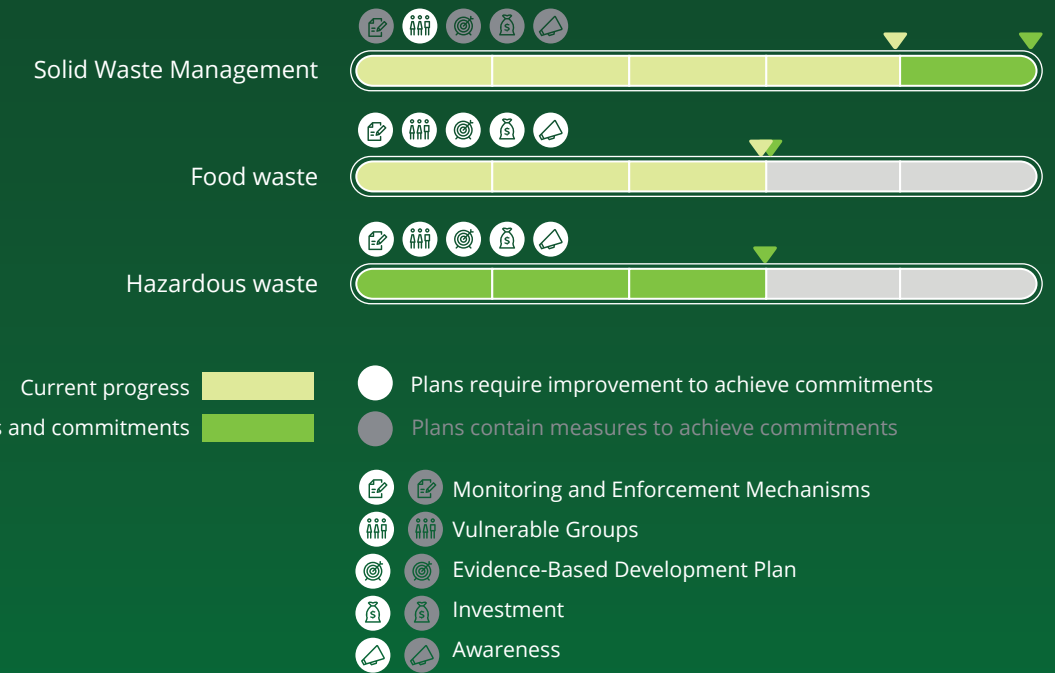 Solid Waste Management
Food waste
Hazardous waste
Current progress
Plans require improvement to achieve commitments
and commitments
Plans contain measures to achieve commitments
Monitoring and Enforcement Mechanisms
Vulnerable Groups
Evidence-Based Development Plan
Investment
Awareness